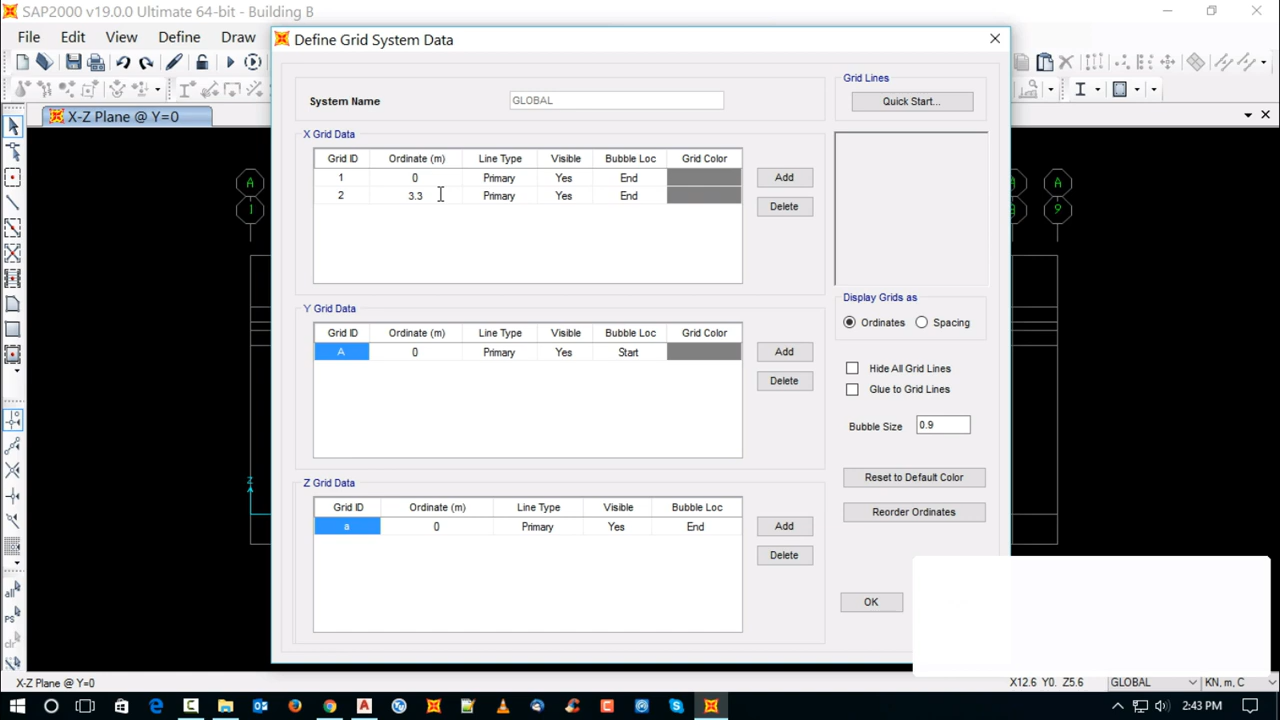 SAP2000 v19.0.0 Ultimate 64-bit - Building B
File Edit View Define Draw
Define Grid System Data
X-Z Plane @ Y=0
System Name GLOBAL
Grid Lines
Quick Start...
X Grid Data
Grid ID Ordinate (m) Line Type Visible Bubble Loc Grid Color
1 0 Primary Yes End
2 3.3 Primary Yes End
Add
Delete
A A
1 9
Y Grid Data
Grid ID Ordinate (m) Line Type Visible Bubble Loc Grid Color
A 0 Primary Yes Start
Add
Delete
Display Grids as
Ordinates Spacing
Hide All Grid Lines
Glue to Grid Lines
Bubble Size 0.9
Reset to Default Color
Reorder Ordinates
Z Grid Data
Grid ID Ordinate (m) Line Type Visible Bubble Loc
a 0 Primary Yes End
Add
Delete
OK
Z
all
PS
clr
X-Z Plane @ Y=0
X12.6 Y0. Z5.6 GLOBAL KN, m, C
2:43 PM